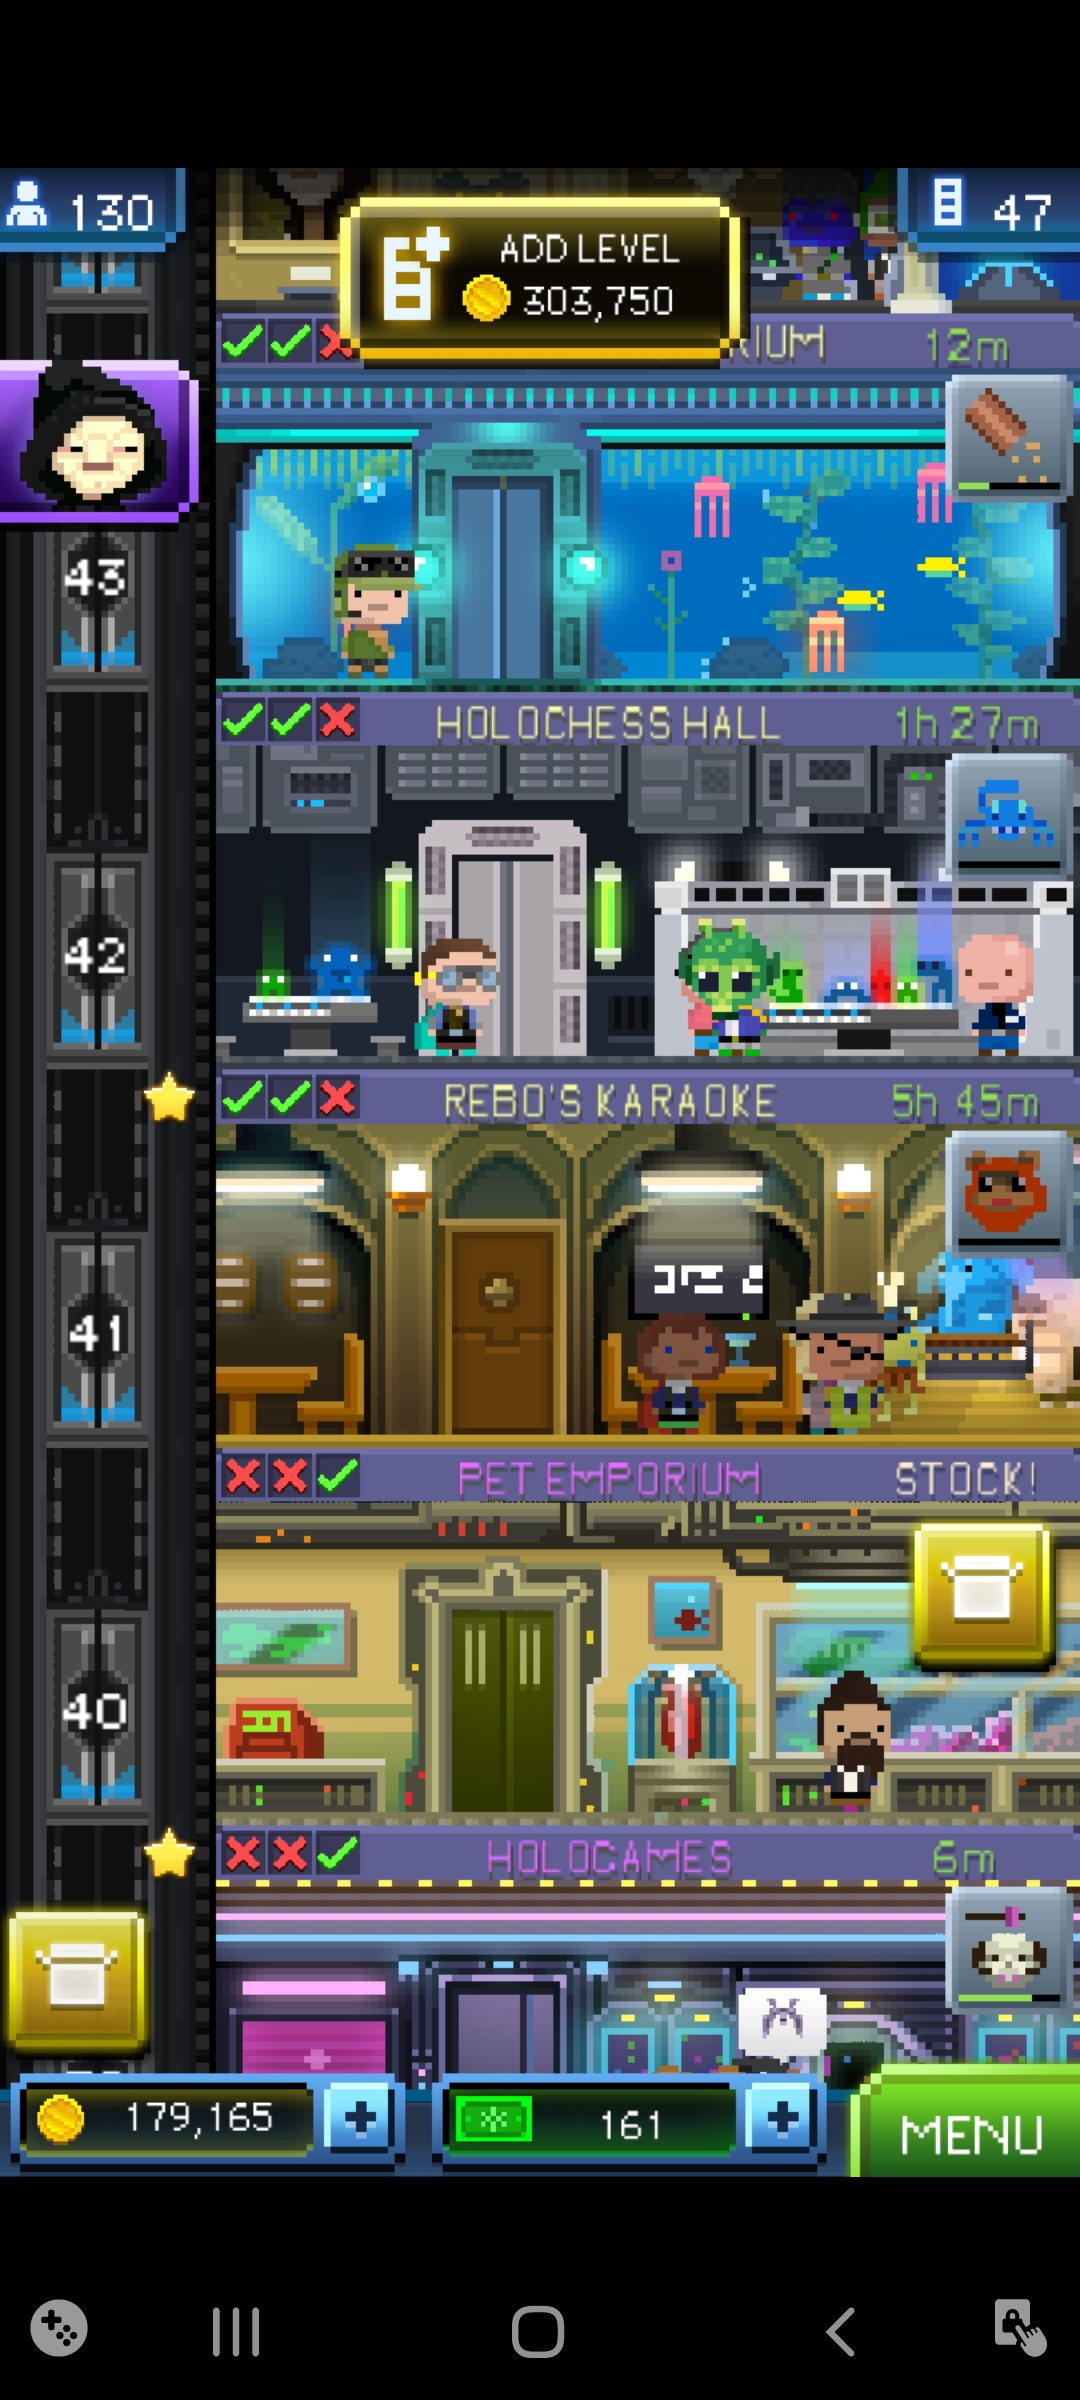 130
ADD LEVEL
303,750
47
12m
43
HOLOCHESS HALL 1h 27m
42
REBO'S KARAOKE 5h 45m
41
PET EMPORIUM STOCK!
40
HOLOGAMES 6m
179,165
161
MENU